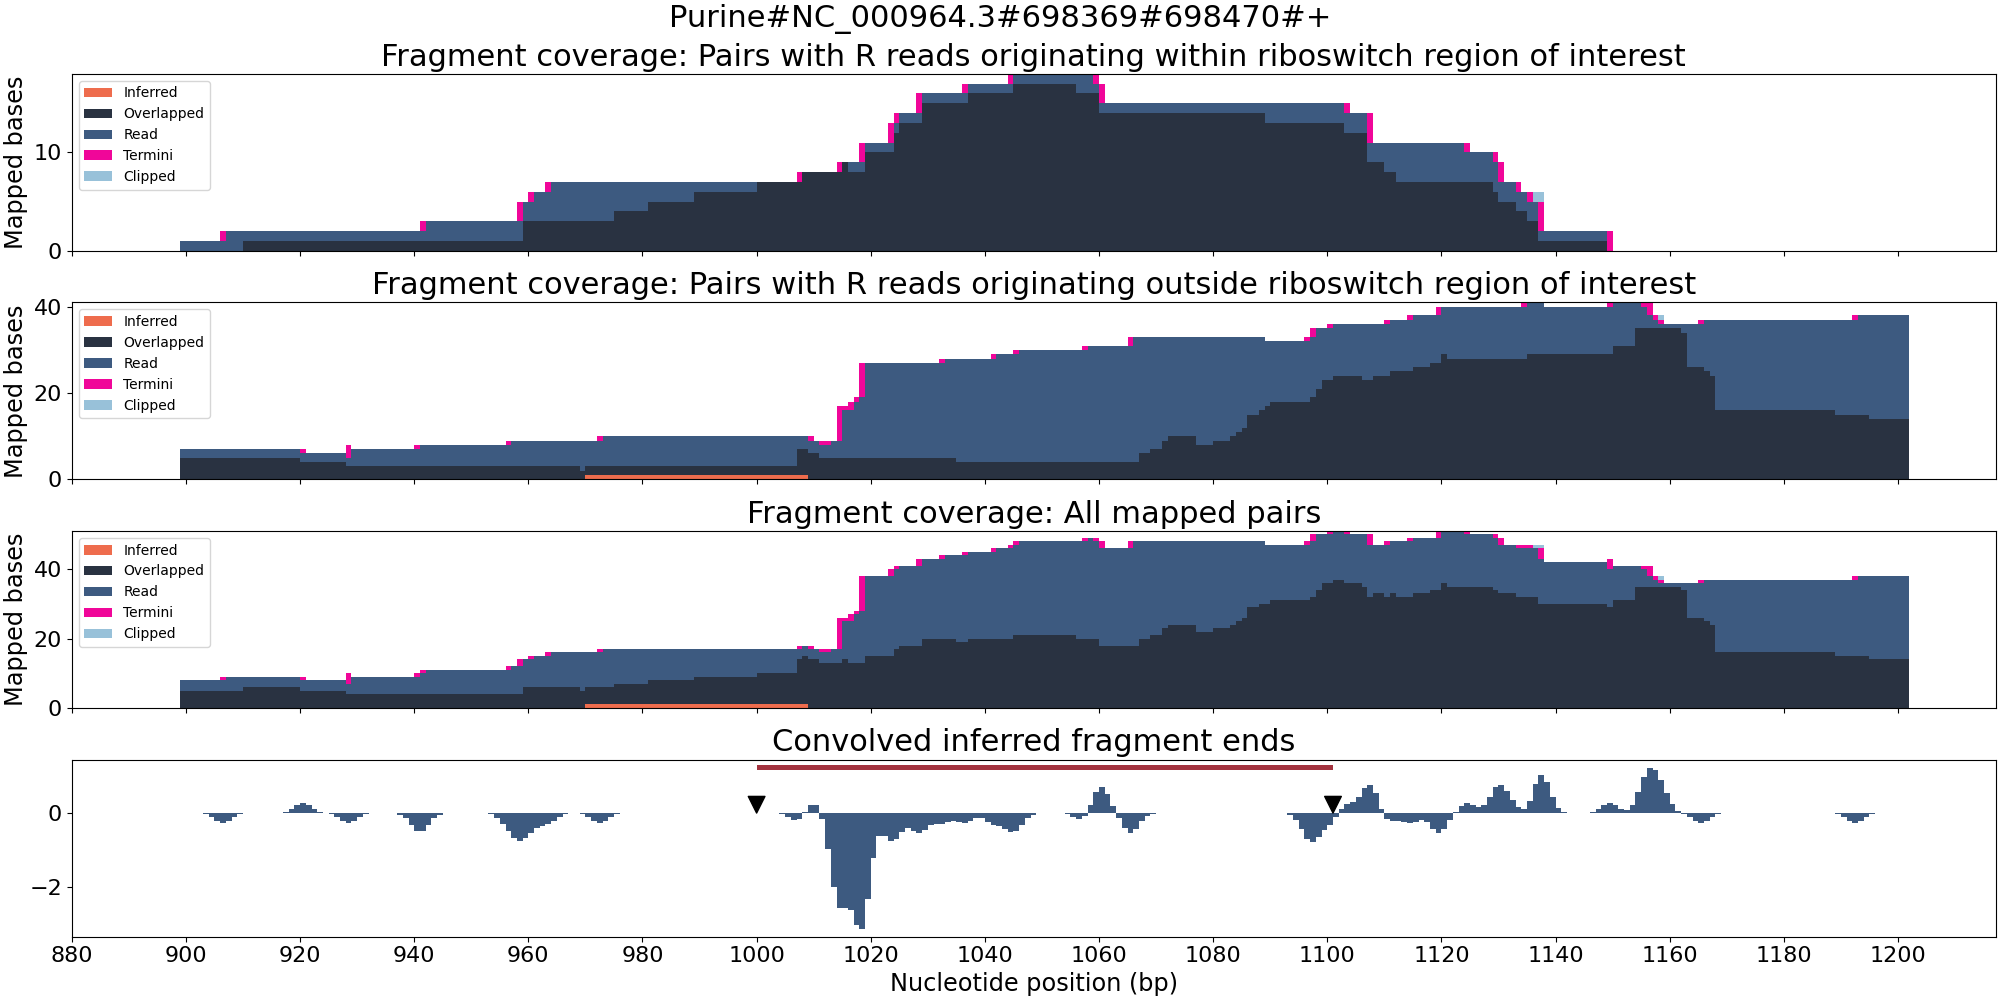 Purine#NC_000964.3#698369#698470#+
Fragment coverage: Pairs with R reads originating within riboswitch region of interest
Mapped bases
10
0
Inferred
Overlapped
Read
Termini
Clipped
Fragment coverage: Pairs with R reads originating outside riboswitch region of interest
Mapped bases
40
20
0
Inferred
Overlapped
Read
Termini
Clipped
Fragment coverage: All mapped pairs
Mapped bases
40
20
0
Inferred
Overlapped
Read
Termini
Clipped
Convolved inferred fragment ends
0
−2
880 900 920 940 960 980 1000 1020 1040 1060 1080 1100 1120 1140 1160 1180 1200
Nucleotide position (bp)